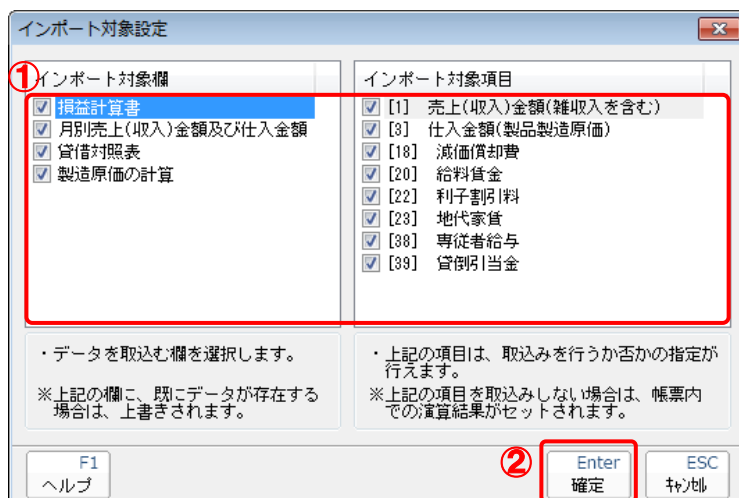 インポート対象設定
①
インポート対象欄
損益計算書
月別売上(収入)金額及び仕入金額
貸借対照表
製造原価の計算
インポート対象項目
[1] 売上(収入)金額(雑収入を含む)
[3] 仕入金額(製品製造原価)
[18] 減価償却費
[20] 給料賃金
[22] 利子割引料
[23] 地代家賃
[38] 専従者給与
[39] 貸倒引当金
・データを取込む欄を選択します。
※上記の欄に、既にデータが存在する
場合は、上書きされます。
・上記の項目は、取込みを行うか否かの指定が
行えます。
※上記の項目を取込みしない場合は、帳票内
での演算結果がセットされます。
F1
ヘルプ
②
Enter
確定
ESC
キャンセル